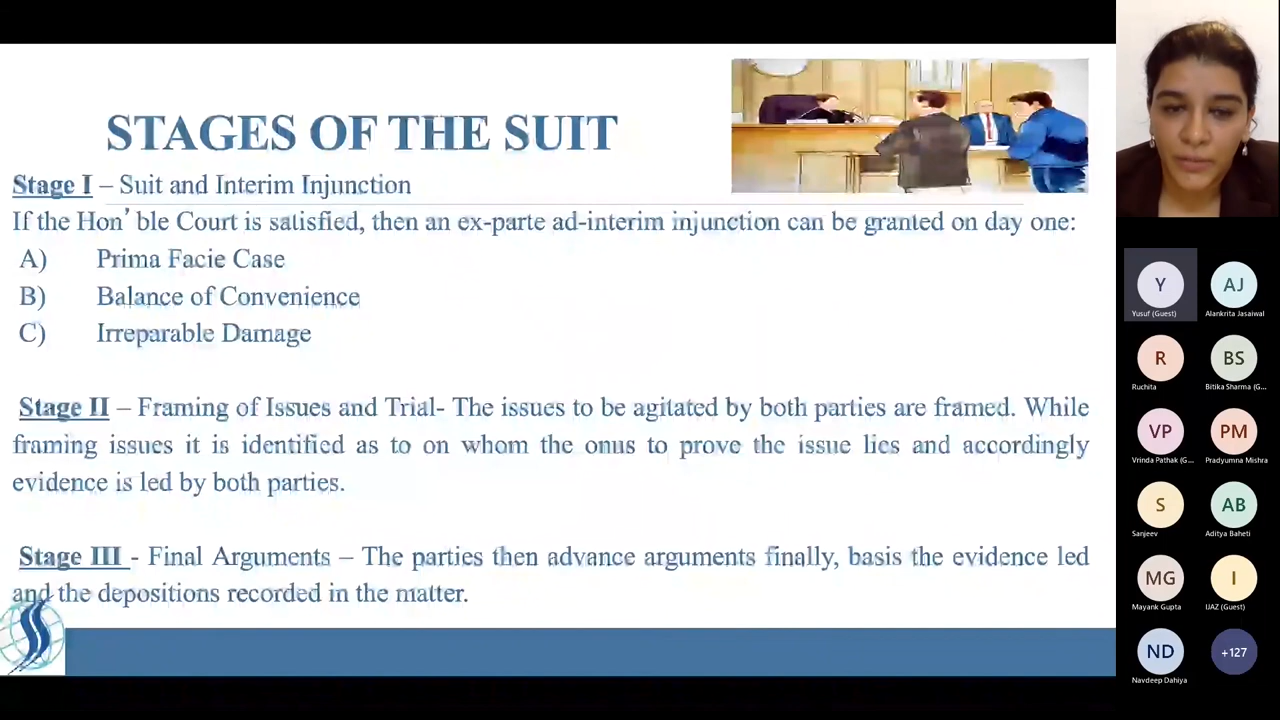 STAGES OF THE SUIT
Stage I – Suit and Interim Injunction
If the Hon' ble Court is satisfied, then an ex-parte ad-interim injunction can be granted on day one:
A) Prima Facie Case
B) Balance of Convenience
C) Irreparable Damage
Stage II – Framing of Issues and Trial- The issues to be agitated by both parties are framed. While
framing issues it is identified as to on whom the onus to prove the issue lies and accordingly
evidence is led by both parties.
Stage III - Final Arguments – The parties then advance arguments finally, basis the evidence led
and the depositions recorded in the matter.
Y AJ
Yusuf (Guest) Alankrita Jasaiwal
R BS
Ruchita Bitika Sharma (G...
VP PM
Vrinda Pathak (G... Pradyumna Mishra
S AB
Sanjeev Aditya Baheti
MG I
Mayank Gupta IJAZ (Guest)
ND +127
Navdeep Dahiya